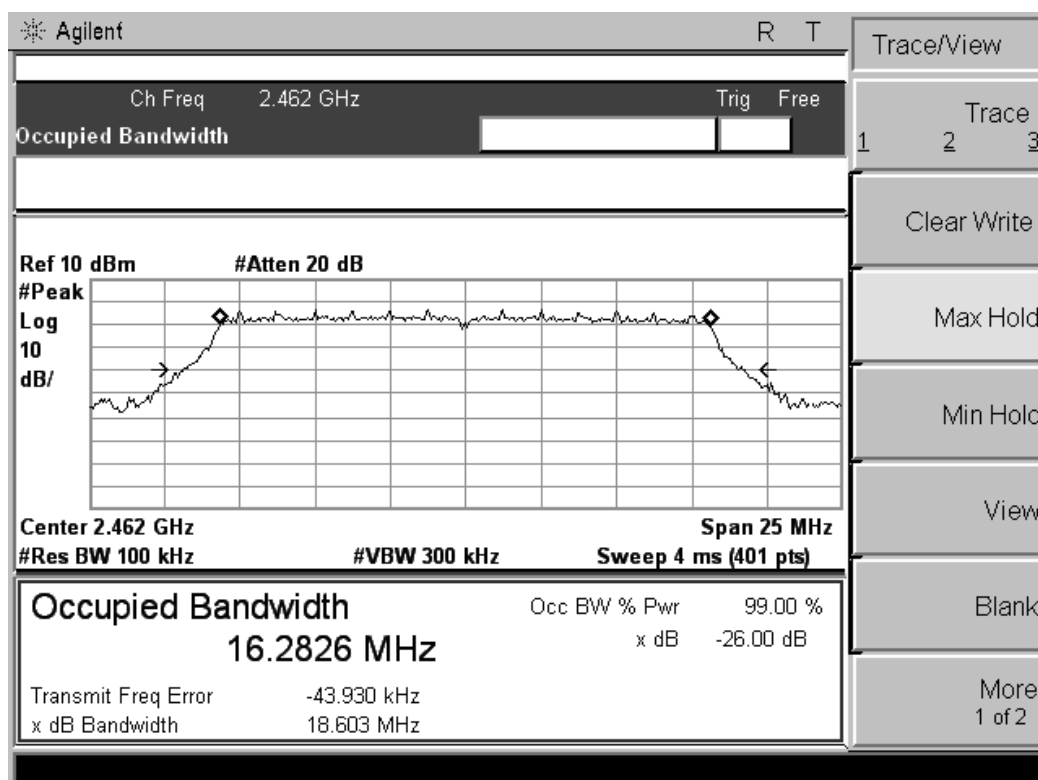 Agilent R T
Trace/View
Ch Freq 2.462 GHz Trig Free
Occupied Bandwidth
Trace
1 2 3
Clear Write
Max Hold
Min Hold
View
Blank
More
1 of 2
Ref 10 dBm #Atten 20 dB
#Peak
Log
10
dB/
Center 2.462 GHz Span 25 MHz
#Res BW 100 kHz #VBW 300 kHz Sweep 4 ms (401 pts)
Occupied Bandwidth Occ BW % Pwr 99.00 %
16.2826 MHz x dB -26.00 dB
Transmit Freq Error -43.930 kHz
x dB Bandwidth 18.603 MHz